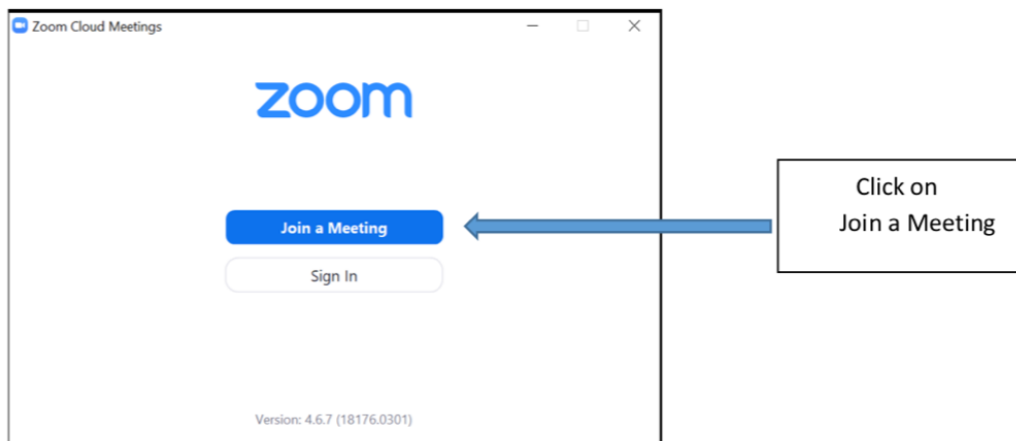 Zoom Cloud Meetings
zoom
Join a Meeting
Sign In
Version: 4.6.7 (18176.0301)
Click on
Join a Meeting